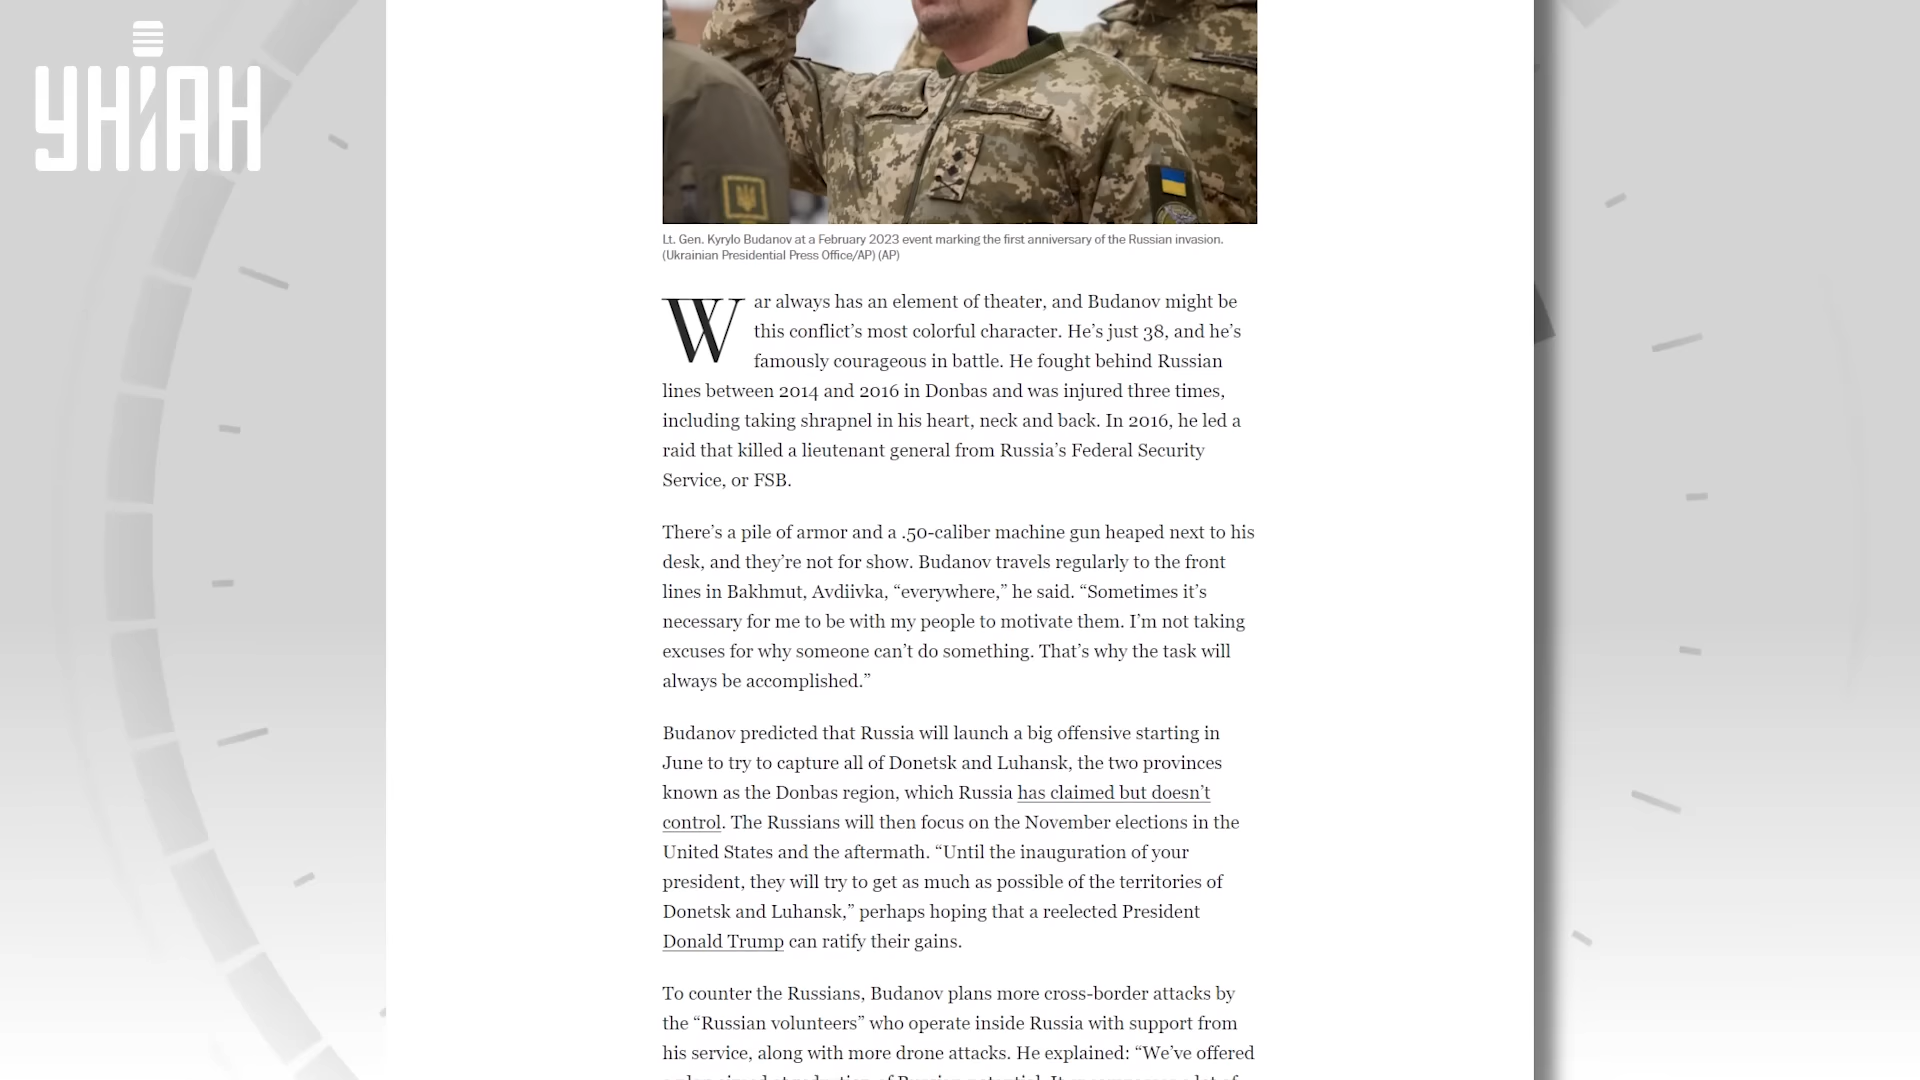 УНІАН
Lt. Gen. Kyrylo Budanov at a February 2023 event marking the first anniversary of the Russian invasion.
(Ukrainian Presidential Press Office/AP) (AP)
War always has an element of theater, and Budanov might be
this conflict’s most colorful character. He’s just 38, and he’s
famously courageous in battle. He fought behind Russian
lines between 2014 and 2016 in Donbas and was injured three times,
including taking shrapnel in his heart, neck and back. In 2016, he led a
raid that killed a lieutenant general from Russia’s Federal Security
Service, or FSB.
There’s a pile of armor and a .50-caliber machine gun heaped next to his
desk, and they’re not for show. Budanov travels regularly to the front
lines in Bakhmut, Avdiivka, “everywhere,” he said. “Sometimes it’s
necessary for me to be with my people to motivate them. I’m not taking
excuses for why someone can’t do something. That’s why the task will
always be accomplished.”
Budanov predicted that Russia will launch a big offensive starting in
June to try to capture all of Donetsk and Luhansk, the two provinces
known as the Donbas region, which Russia has claimed but doesn’t
control. The Russians will then focus on the November elections in the
United States and the aftermath. “Until the inauguration of your
president, they will try to get as much as possible of the territories of
Donetsk and Luhansk,” perhaps hoping that a reelected President
Donald Trump can ratify their gains.
To counter the Russians, Budanov plans more cross-border attacks by
the “Russian volunteers” who operate inside Russia with support from
his service, along with more drone attacks. He explained: “We’ve offered